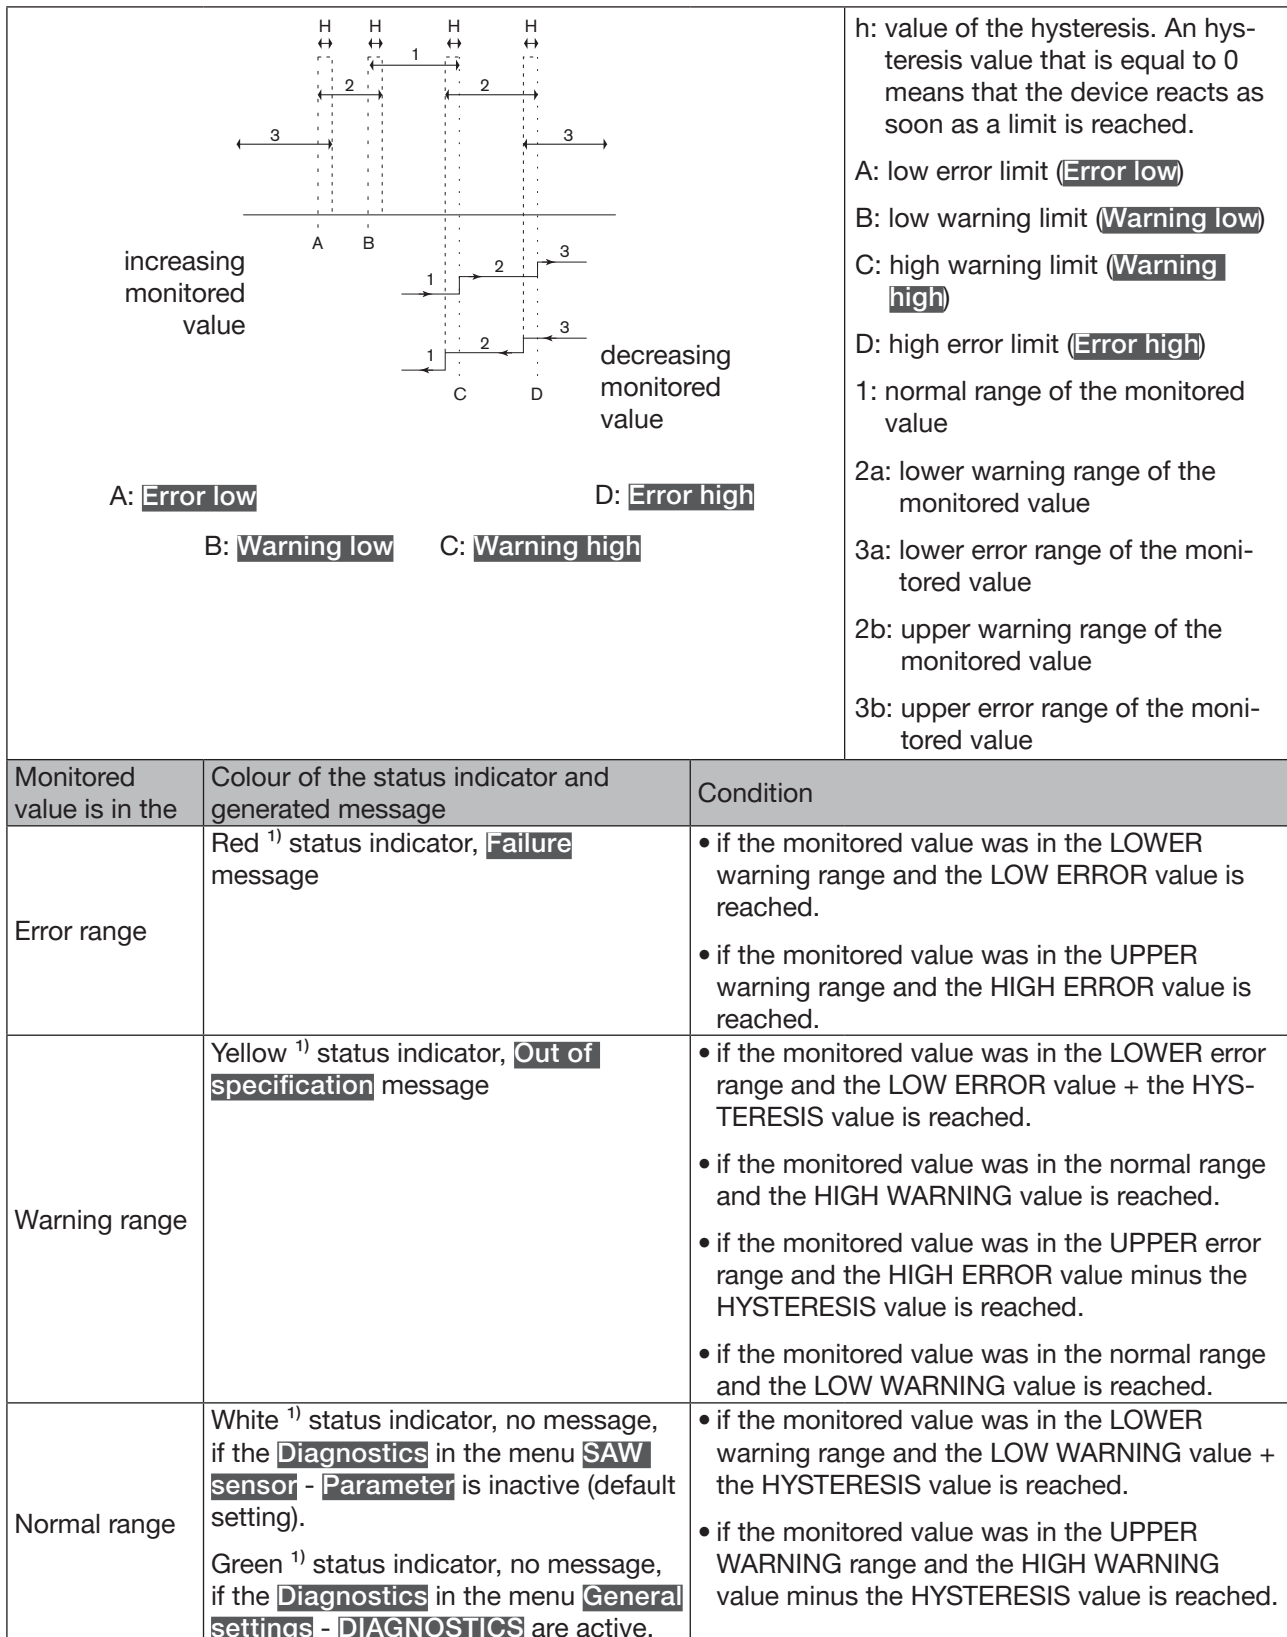 H H H H
1
2 2
3 3
A B
increasing
monitored
value
1 2 3
1 2 3
decreasing
monitored
value
C D
A: Error low
D: Error high
B: Warning low
C: Warning high
h: value of the hysteresis. An hys-
teresis value that is equal to 0
means that the device reacts as
soon as a limit is reached.
A: low error limit (Error low)
B: low warning limit (Warning low)
C: high warning limit (Warning
high)
D: high error limit (Error high)
1: normal range of the monitored
value
2a: lower warning range of the
monitored value
3a: lower error range of the moni-
tored value
2b: upper warning range of the
monitored value
3b: upper error range of the moni-
tored value
Monitored
value is in the
Colour of the status indicator and
generated message
Condition
Error range
Red 1) status indicator, Failure
message
• if the monitored value was in the LOWER
warning range and the LOW ERROR value is
reached.
• if the monitored value was in the UPPER
warning range and the HIGH ERROR value is
reached.
Warning range
Yellow 1) status indicator, Out of
specification message
• if the monitored value was in the LOWER error
range and the LOW ERROR value + the HYS-
TERESIS value is reached.
• if the monitored value was in the normal range
and the HIGH WARNING value is reached.
• if the monitored value was in the UPPER error
range and the HIGH ERROR value minus the
HYSTERESIS value is reached.
• if the monitored value was in the normal range
and the LOW WARNING value is reached.
Normal range
White 1) status indicator, no message,
if the Diagnostics in the menu SAW
sensor - Parameter is inactive (default
setting).
Green 1) status indicator, no message,
if the Diagnostics in the menu General
settings - DIAGNOSTICS are active.
• if the monitored value was in the LOWER
warning range and the LOW WARNING value +
the HYSTERESIS value is reached.
• if the monitored value was in the UPPER
WARNING range and the HIGH WARNING
value minus the HYSTERESIS value is reached.